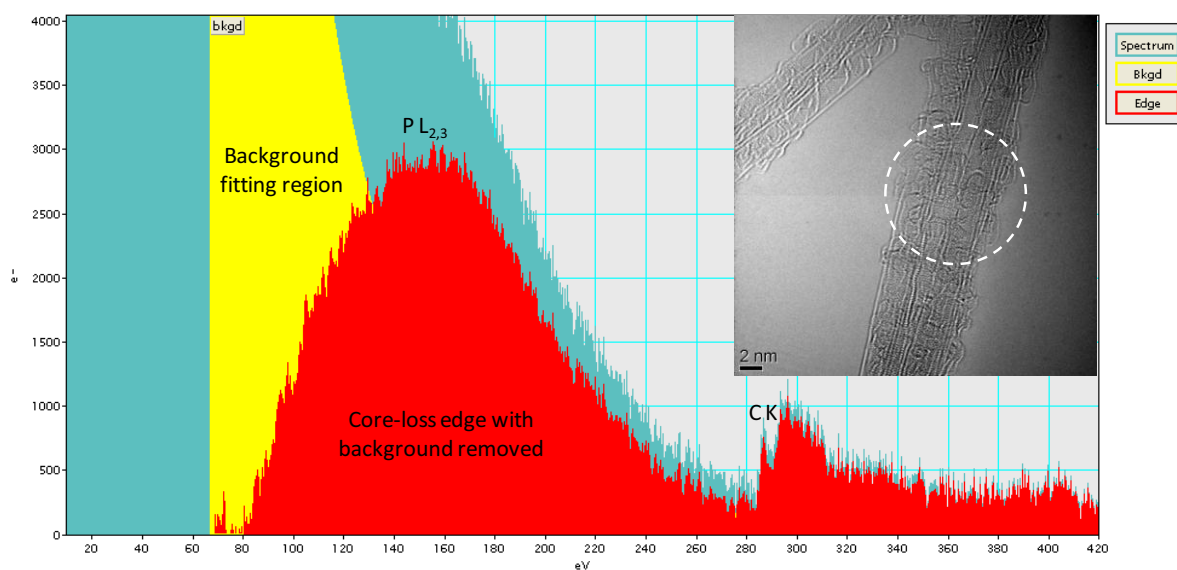 bkgd
Spectrum
Bkgd
Edge
4000
3500
3000
2500
2000
1500
1000
500
0
e-
P L2,3
Background
fitting region
Core-loss edge with
background removed
C K
2 nm
20 40 60 80 100 120 140 160 180 200 220 240 260 280 300 320 340 360 380 400 420
eV